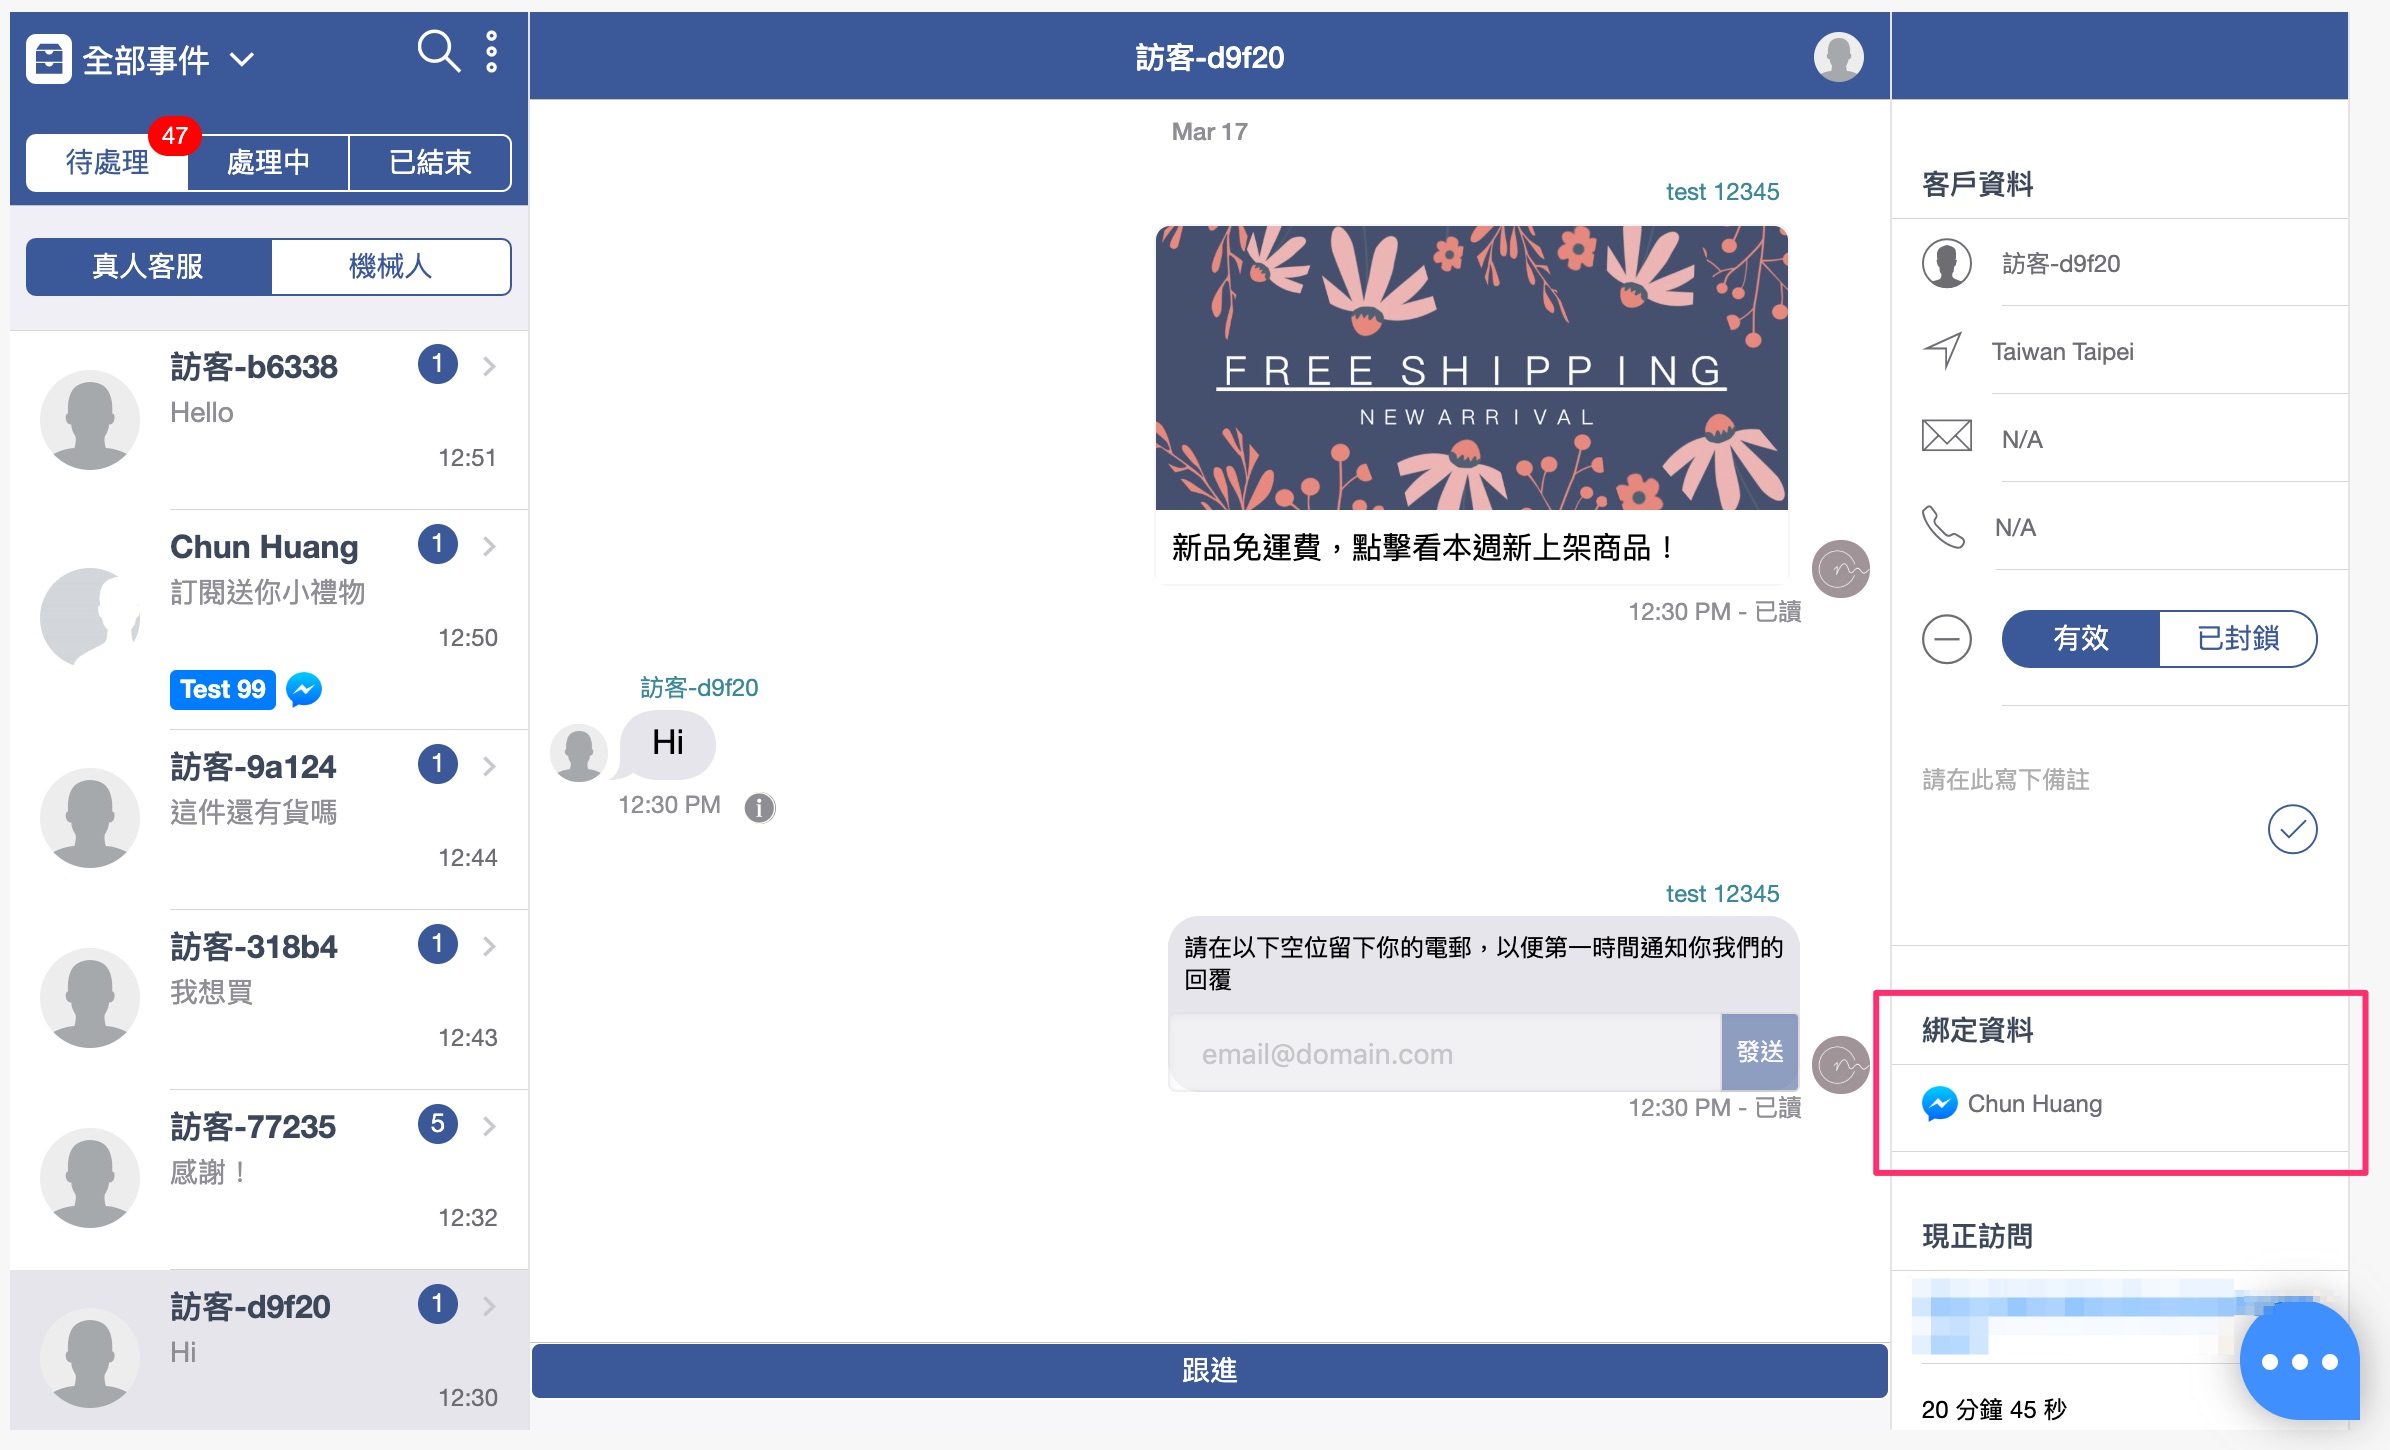 全部事件
待處理
47
處理中
已結束
真人客服
機械人
訪客-b6338
1
Hello
12:51
Chun Huang
1
訂閱送你小禮物
12:50
Test 99
訪客-9a124
1
這件還有貨嗎
12:44
訪客-318b4
1
我想買
12:43
訪客-77235
5
感謝！
12:32
訪客-d9f20
1
Hi
12:30
訪客-d9f20
Mar 17
test 12345
FREE SHIPPING
NEW ARRIVAL
新品免運費，點擊看本週新上架商品！
12:30 PM - 已讀
訪客-d9f20
Hi
12:30 PM
test 12345
請在以下空位留下你的電郵，以便第一時間通知你我們的
回覆
email@domain.com
發送
12:30 PM - 已讀
跟進
客戶資料
訪客-d9f20
Taiwan Taipei
N/A
N/A
有效
已封鎖
請在此寫下備註
綁定資料
Chun Huang
現正訪問
20 分鐘 45 秒